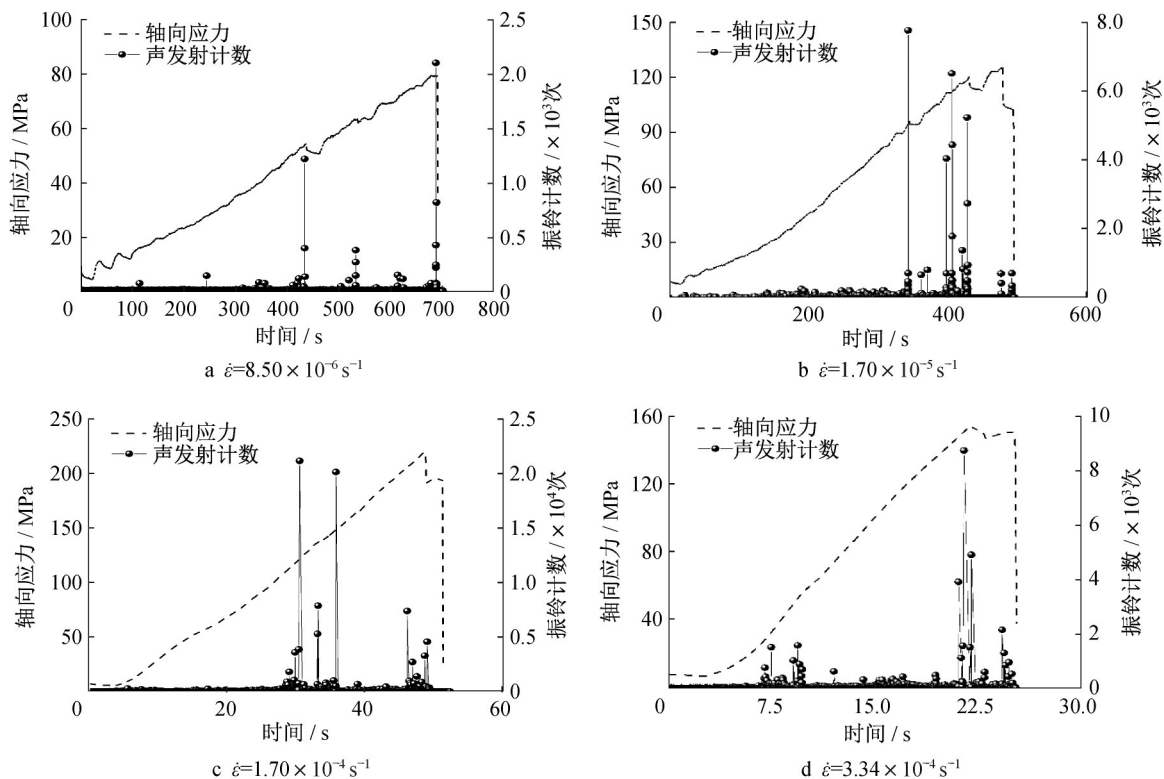 100
80
60
40
20
轴向应力 / MPa
轴向应力
声发射计数
2.5
2.0
1.5
1.0
0.5
0
振铃计数 / ×10³次
0 100 200 300 400 500 600 700 800
时间 / s
a ε̇=8.50×10⁻⁶ s⁻¹
150
120
90
60
30
轴向应力 / MPa
轴向应力
声发射计数
8.0
6.0
4.0
2.0
0
振铃计数 / ×10³次
0 200 400 600
时间 / s
b ε̇=1.70×10⁻⁵ s⁻¹
250
200
150
100
50
轴向应力 / MPa
轴向应力
声发射计数
2.5
2.0
1.5
1.0
0.5
0
振铃计数 / ×10⁴次
0 20 40 60
时间 / s
c ε̇=1.70×10⁻⁴ s⁻¹
160
120
160
80
40
轴向应力 / MPa
轴向应力
声发射计数
10
8
6
4
2
0
振铃计数 / ×10³次
0 7.5 15.0 22.5 30.0
时间 / s
d ε̇=3.34×10⁻⁴ s⁻¹